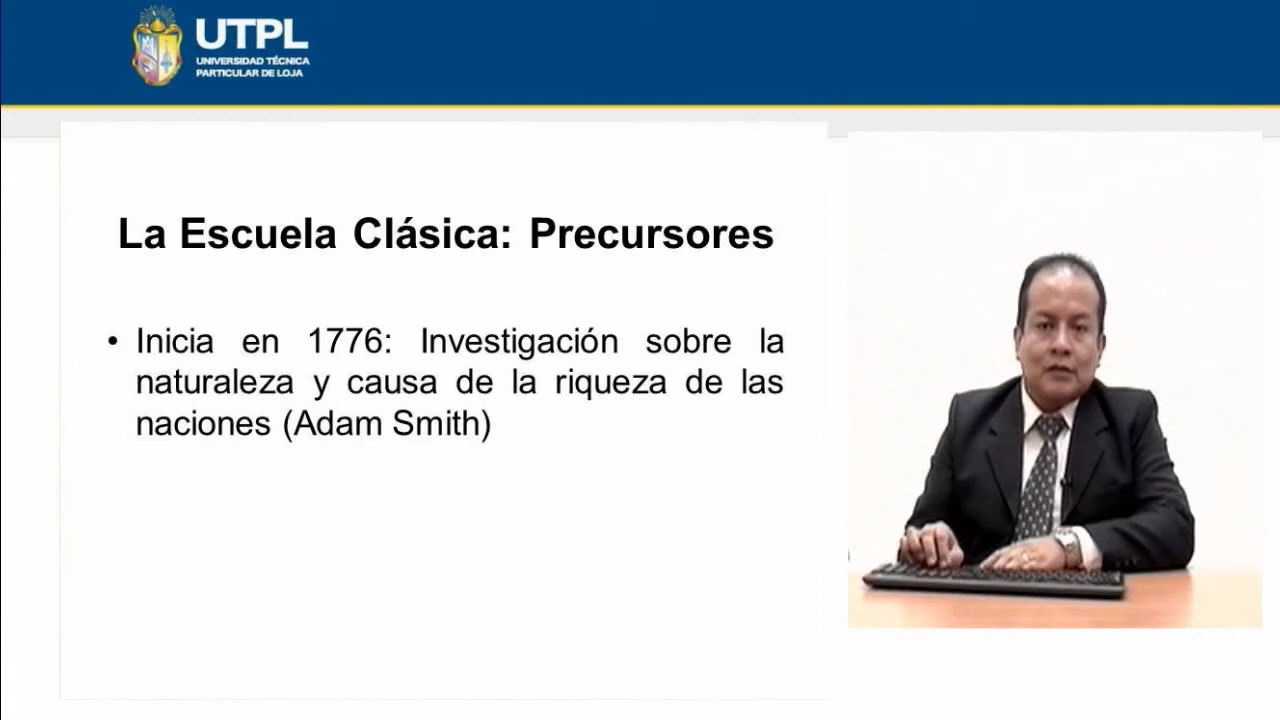 UTPL
UNIVERSIDAD TÉCNICA
PARTICULAR DE LOJA
La Escuela Clásica: Precursores
• Inicia en 1776: Investigación sobre la
naturaleza y causa de la riqueza de las
naciones (Adam Smith)